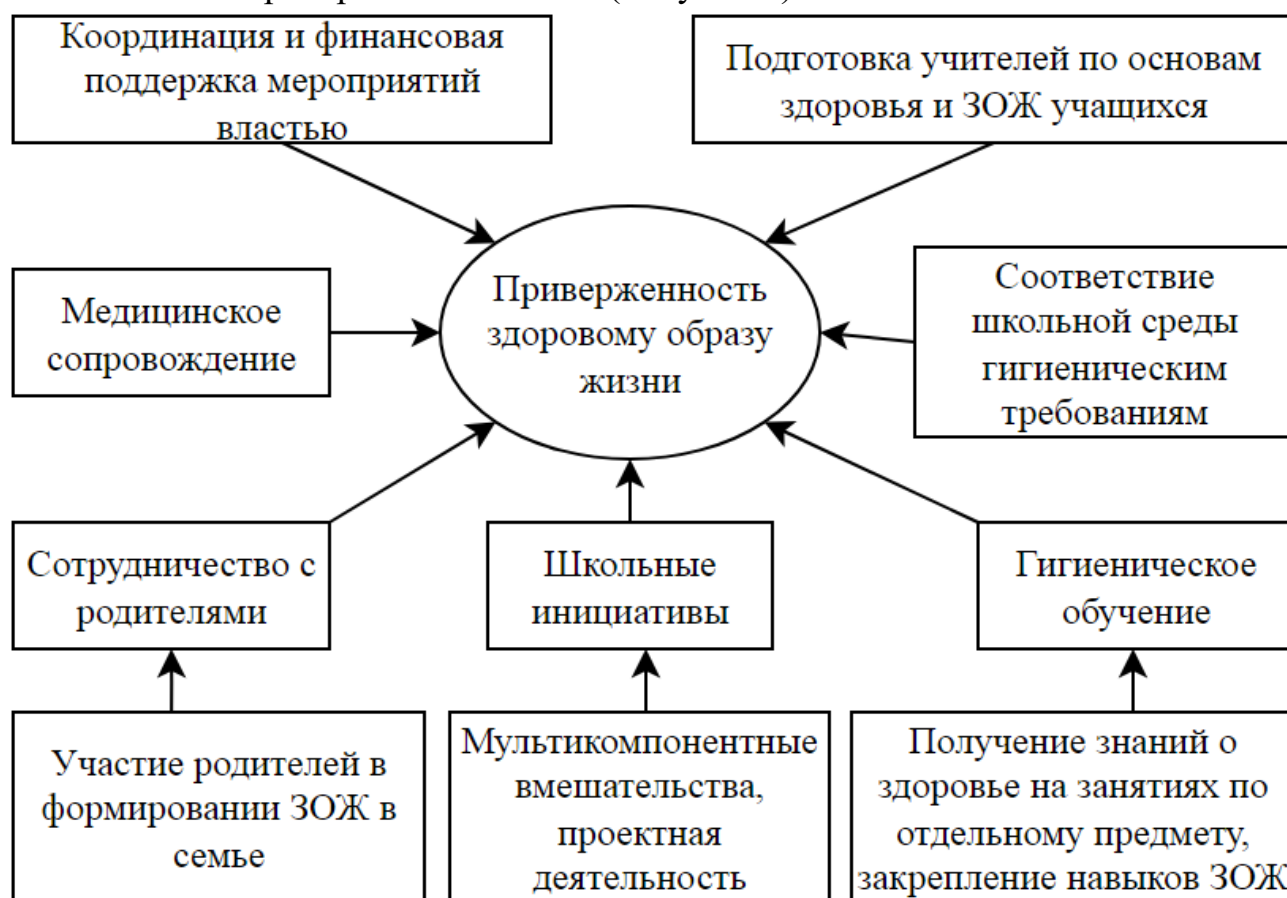 Координация и финансовая
поддержка мероприятий
властью
Подготовка учителей по основам
здоровья и ЗОЖ учащихся
Приверженность
здоровому образу
жизни
Медицинское
сопровождение
Соответствие
школьной среды
гигиеническим
требованиям
Сотрудничество с
родителями
Школьные
инициативы
Гигиеническое
обучение
Участие родителей в
формировании ЗОЖ в
семье
Мультикомпонентные
вмешательства,
проектная
деятельность
Получение знаний о
здоровье на занятиях по
отдельному предмету,
закрепление навыков ЗОЖ